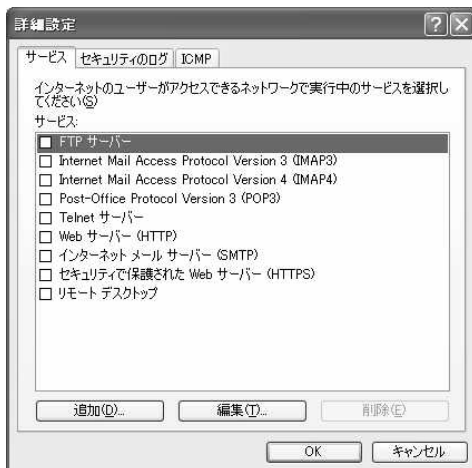 詳細設定
サービス セキュリティのログ ICMP
インターネットのユーザーがアクセスできるネットワークで実行中のサービスを選択し
てください(S)
サービス:
FTP サーバー
Internet Mail Access Protocol Version 3 (IMAP3)
Internet Mail Access Protocol Version 4 (IMAP4)
Post-Office Protocol Version 3 (POP3)
Telnet サーバー
Web サーバー (HTTP)
インターネット メール サーバー (SMTP)
セキュリティで保護された Web サーバー (HTTPS)
リモート デスクトップ
追加(D)... 編集(T)... 削除(E)
OK キャンセル